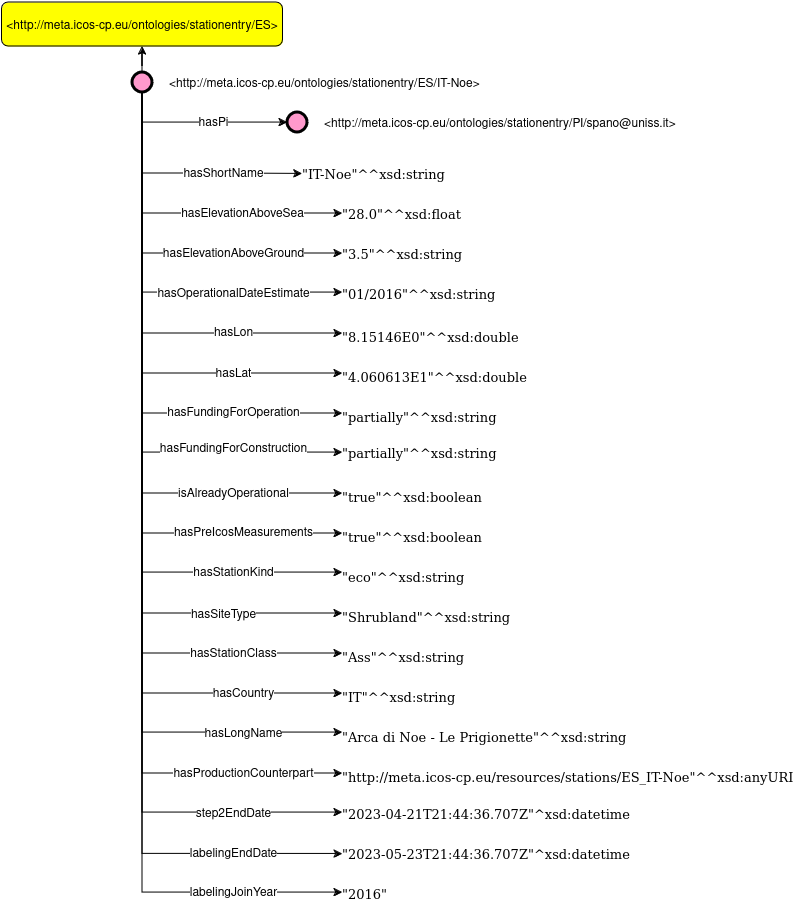 <http://meta.icos-cp.eu/ontologies/stationentry/ES>
<http://meta.icos-cp.eu/ontologies/stationentry/ES/IT-Noe>
hasPi <http://meta.icos-cp.eu/ontologies/stationentry/PI/spano@uniss.it>
hasShortName "IT-Noe"^^xsd:string
hasElevationAboveSea "28.0"^^xsd:float
hasElevationAboveGround "3.5"^^xsd:string
hasOperationalDateEstimate "01/2016"^^xsd:string
hasLon "8.15146E0"^^xsd:double
hasLat "4.060613E1"^^xsd:double
hasFundingForOperation "partially"^^xsd:string
hasFundingForConstruction "partially"^^xsd:string
isAlreadyOperational "true"^^xsd:boolean
hasPreIcosMeasurements "true"^^xsd:boolean
hasStationKind "eco"^^xsd:string
hasSiteType "Shrubland"^^xsd:string
hasStationClass "Ass"^^xsd:string
hasCountry "IT"^^xsd:string
hasLongName "Arca di Noe - Le Prigionette"^^xsd:string
hasProductionCounterpart "http://meta.icos-cp.eu/resources/stations/ES_IT-Noe"^^xsd:anyURI
step2EndDate "2023-04-21T21:44:36.707Z"^xsd:datetime
labelingEndDate "2023-05-23T21:44:36.707Z"^xsd:datetime
labelingJoinYear "2016"